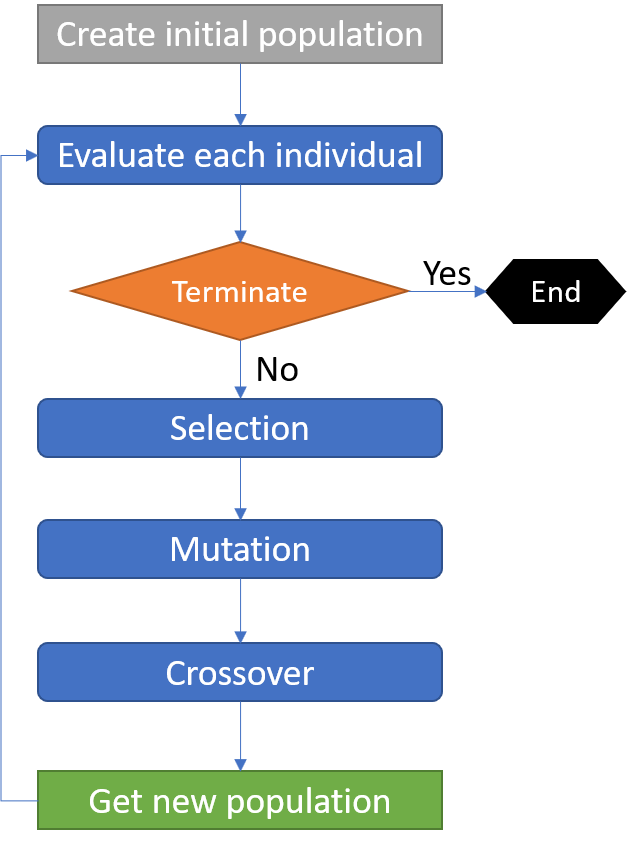 Create initial population
Evaluate each individual
Terminate
Yes
End
No
Selection
Mutation
Crossover
Get new population